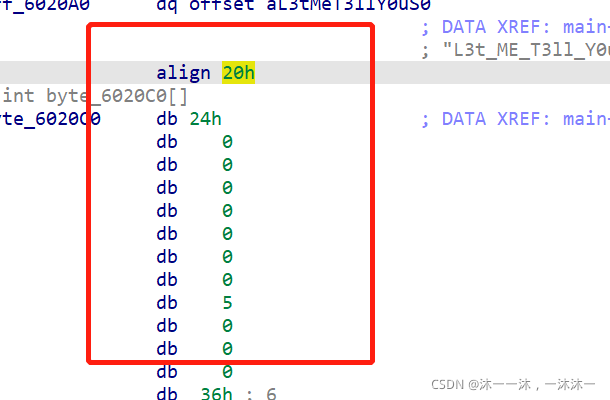 ff_6020A0 dq offset aL3tMeT3llY0uS0
; DATA XREF: main
; "L3t_ME_T3ll_Y0u
align 20h
int byte_6020C0[]
yte_6020C0 db 24h ; DATA XREF: main
db 0
db 0
db 0
db 0
db 0
db 0
db 0
db 5
db 0
db 0
db 0
db 36h ; 6
CSDN @沐一一沐，一沐沐一